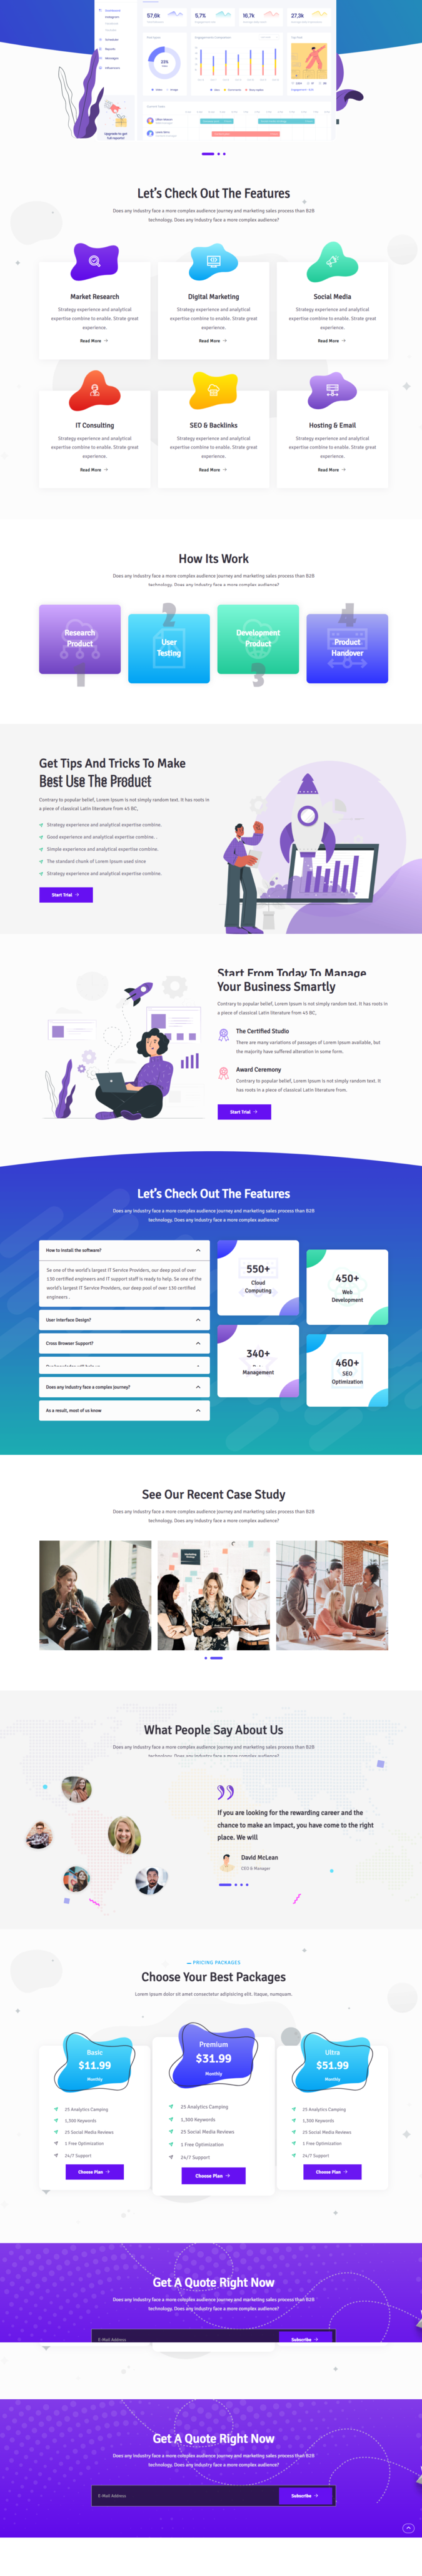 57,6k
5,7%
16,7k
27,3k
23%
Let's Check Out The Features
Does any industry face a more complex audience journey and marketing sales process than B2B
technology. Does any industry face a more complex audience?
Market Research
Digital Marketing
Social Media
Strategy experience and analytical
expertise combine to enable. Strate great
experience.
Strategy experience and analytical
expertise combine to enable. Strate great
experience.
Strategy experience and analytical
expertise combine to enable. Strate great
experience.
Read More
Read More
Read More
IT Consulting
SEO & Backlinks
Hosting & Email
Strategy experience and analytical
expertise combine to enable. Strate great
experience.
Strategy experience and analytical
expertise combine to enable. Strate great
experience.
Strategy experience and analytical
expertise combine to enable. Strate great
experience.
Read More
Read More
Read More
How Its Work
Does any industry face a more complex audience journey and marketing sales process than B2B
technology. Does any industry face a more complex audience?
Research
Product
1
2
User
Testing
Development
Product
3
4
Product
Handover
Get Tips And Tricks To Make
Best Use The Product
Contrary to popular belief, Lorem Ipsum is not simply random text. It has roots in
a piece of classical Latin literature from 45 BC,
Strategy experience and analytical expertise combine.
Good experience and analytical expertise combine..
Simple experience and analytical expertise combine.
The standard chunk of Lorem Ipsum used since
Strategy experience and analytical expertise combine.
Start Trial
Start From Today To Manage
Your Business Smartly
Contrary to popular belief, Lorem Ipsum is not simply random text. It has roots in
a piece of classical Latin literature from 45 BC,
The Certified Studio
There are many variations of passages of Lorem Ipsum available, but
the majority have suffered alteration in some form.
Award Ceremony
Contrary to popular belief, Lorem Ipsum is not simply random text. It
has roots in a piece of classical Latin literature from.
Start Trial
Let's Check Out The Features
Does any industry face a more complex audience journey and marketing sales process than B2B
technology. Does any industry face a more complex audience?
How to install the software?
Se one of the world's largest IT Service Providers, our deep pool of over
130 certified engineers and IT support staff is ready to help. Se one of the
world's largest IT Service Providers, our deep pool of over 130 certified
engineers.
User Interface Design?
Cross Browser Support?
Does any industry face a complex journey?
As a result, most of us know
550+
Cloud
Computing
450+
Web
Development
340+
Management
460+
SEO
Optimization
See Our Recent Case Study
Does any industry face a more complex audience journey and marketing sales process than B2B
technology. Does any industry face a more complex audience?
What People Say About Us
Does any industry face a more complex audience journey and marketing sales process than B2B
technology. Does any industry face a more complex audience?
If you are looking for the rewarding career and the
chance to make an impact, you have come to the right
place. We will
David McLean
CEO & Manager
PRICING PACKAGES
Choose Your Best Packages
Lorem ipsum dolor sit amet consectetur adipisicing elit. Itaque, numquam.
Basic
$11.99
Monthly
25 Analytics Camping
1,300 Keywords
25 Social Media Reviews
1 Free Optimization
24/7 Support
Choose Plan
Premium
$31.99
Monthly
25 Analytics Camping
1,300 Keywords
25 Social Media Reviews
1 Free Optimization
24/7 Support
Choose Plan
Ultra
$51.99
Monthly
25 Analytics Camping
1,300 Keywords
25 Social Media Reviews
1 Free Optimization
24/7 Support
Choose Plan
Get A Quote Right Now
Does any industry face a more complex audience journey and marketing sales process than B2B
technology. Does any industry face a more complex audience?
E-Mail Address
Subscribe
Get A Quote Right Now
Does any industry face a more complex audience journey and marketing sales process than B2B
technology. Does any industry face a more complex audience?
E-Mail Address
Subscribe